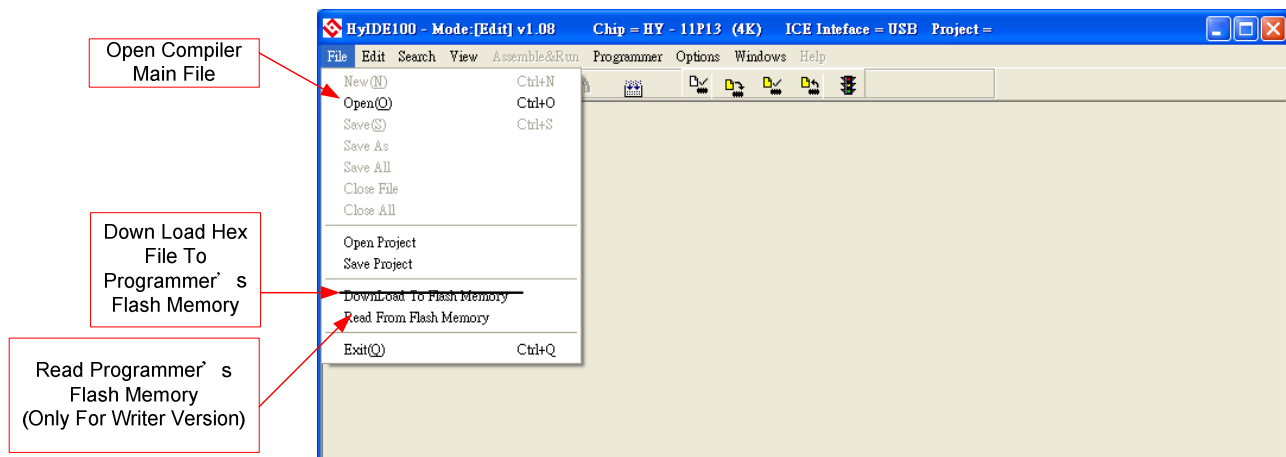 HyIDE100 - Mode:[Edit] v1.08 Chip = HY - 11P13 (4K) ICE Inteface = USB Project =
File Edit Search View Assemble&Run Programmer Options Windows Help
Open Compiler
Main File
New(N) Ctrl+N
Open(O) Ctrl+O
Save(S) Ctrl+S
Save As
Save All
Close File
Close All
Open Project
Save Project
DownLoad To Flash Memory
Read From Flash Memory
Exit(Q) Ctrl+Q
Down Load Hex
File To
Programmer’s
Flash Memory
Read Programmer’s
Flash Memory
(Only For Writer Version)